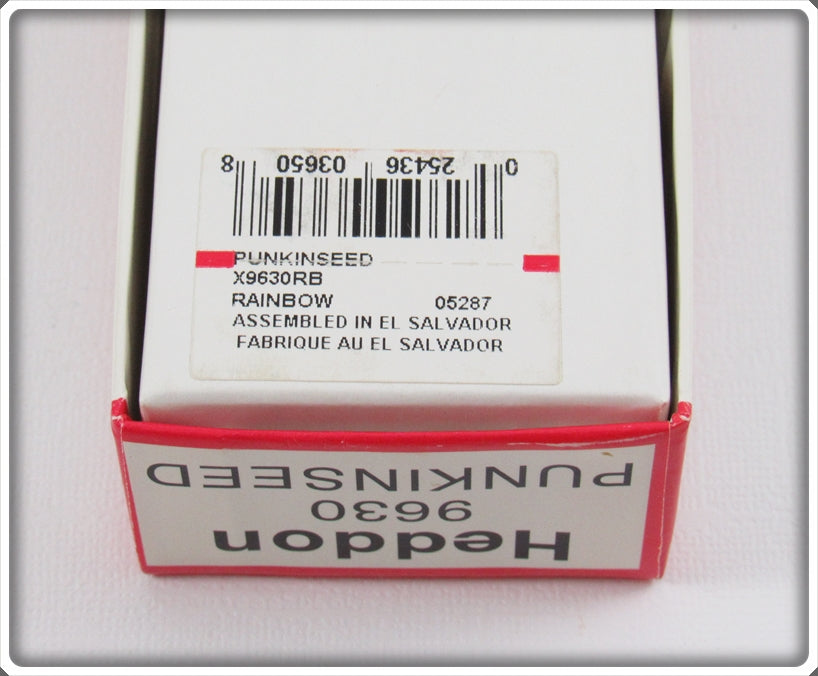 0 25436 03650 8
PUNKINSEED
X9630RB
RAINBOW 05287
ASSEMBLED IN EL SALVADOR
FABRIQUE AU EL SALVADOR
Heddon
9630
PUNKINSEED